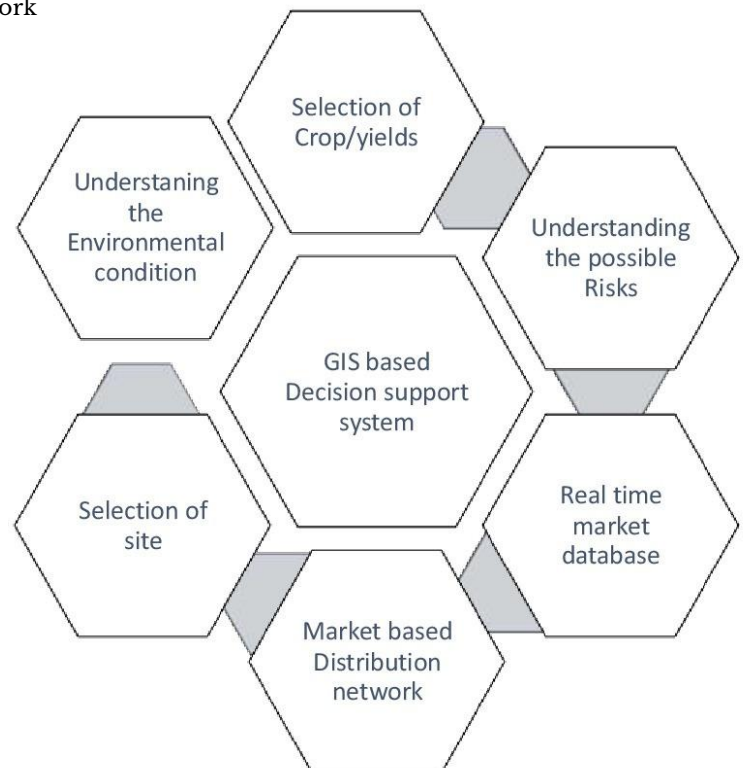 ork
Selection of
Crop/yields
Understaning
the
Environmental
condition
Understanding
the possible
Risks
GIS based
Decision support
system
Selection of
site
Real time
market
database
Market based
Distribution
network